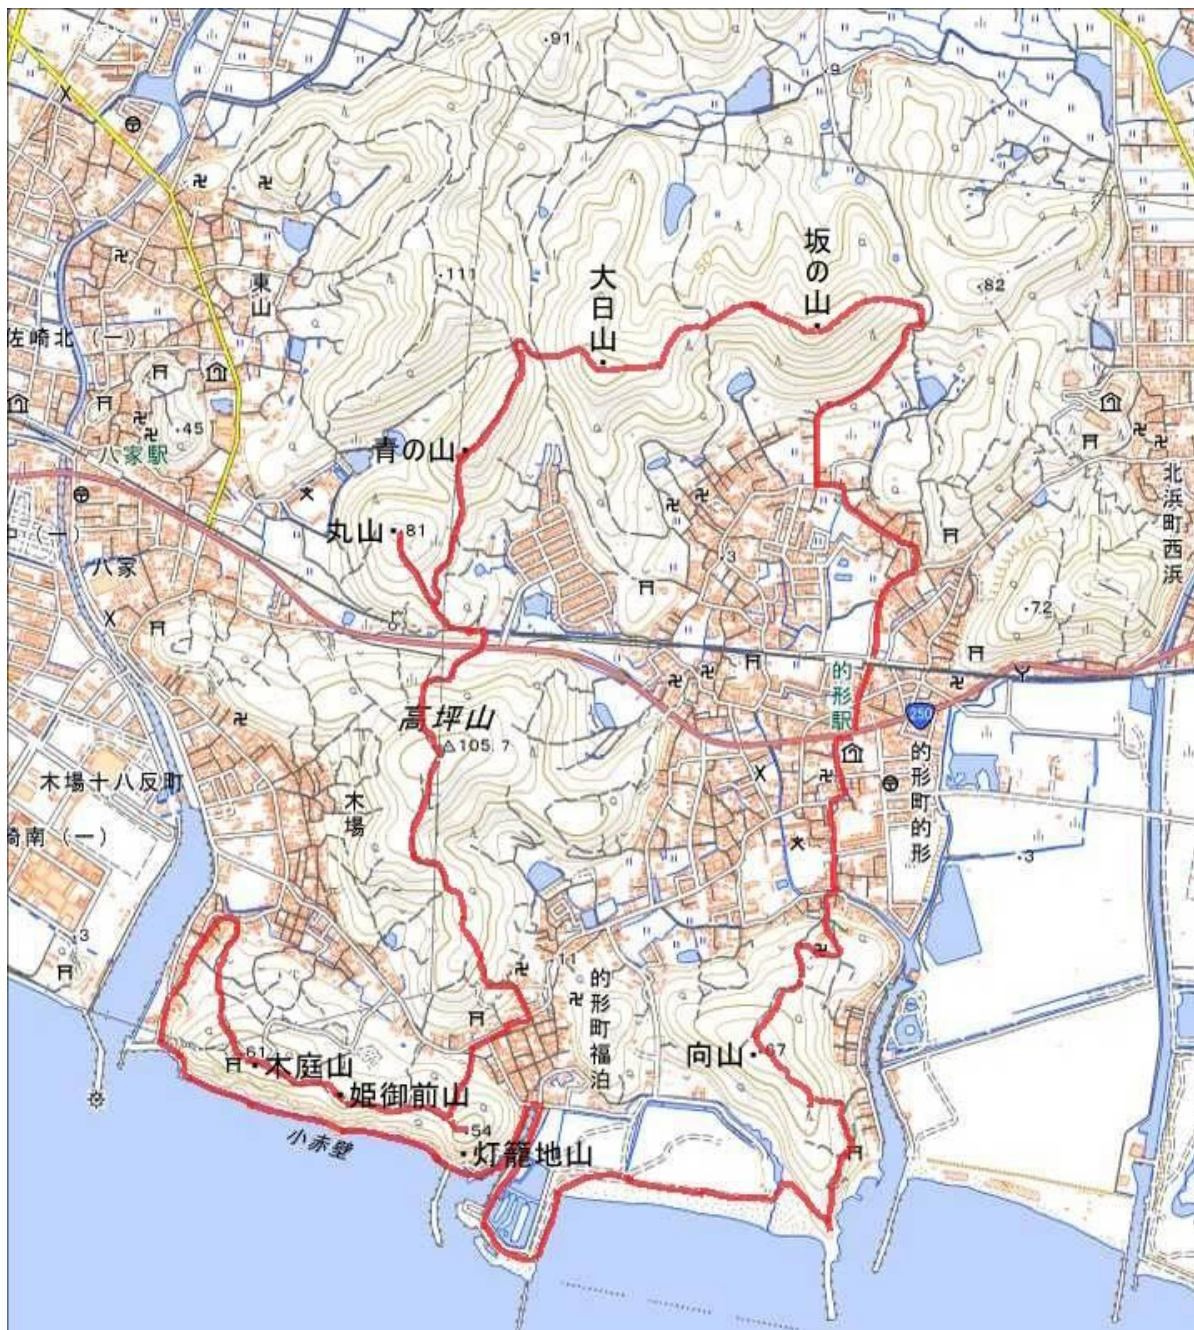 91
9
坂の山
大日山
111
82
東山
佐崎北（一）
45
八家駅
青の山
丸山
81
北浜町西浜
3
（一）
八家
72
的形駅
250
高坪山
105.7
的形町的形
木場十八反町
木場
崎南（一）
3
3
11
的形町福泊
向山
67
61
木庭山
姫御前山
54
小赤壁
灯籠地山